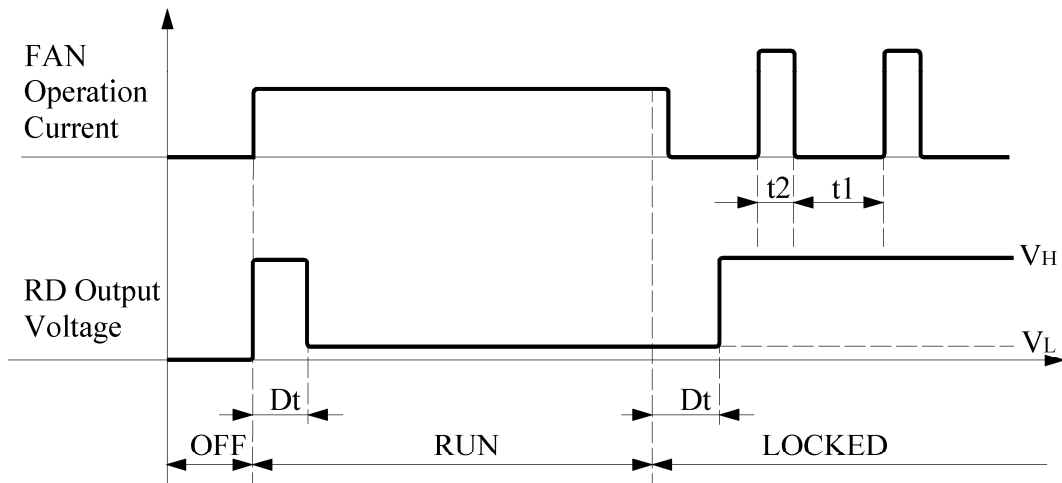 FAN
Operation
Current
t2
t1
VH
RD Output
Voltage
VL
Dt
Dt
OFF
RUN
LOCKED